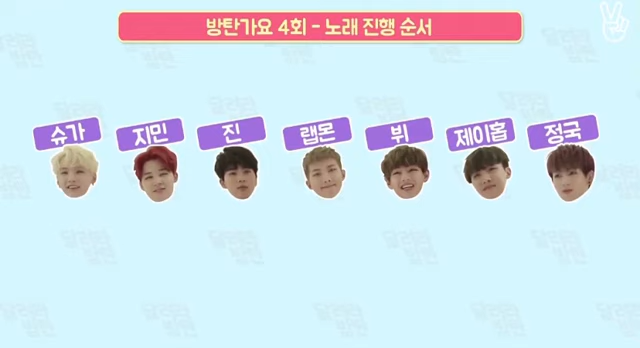 방탄가요 4회 - 노래 진행 순서
슈가 지민 진 랩몬 뷔 제이홉 정국